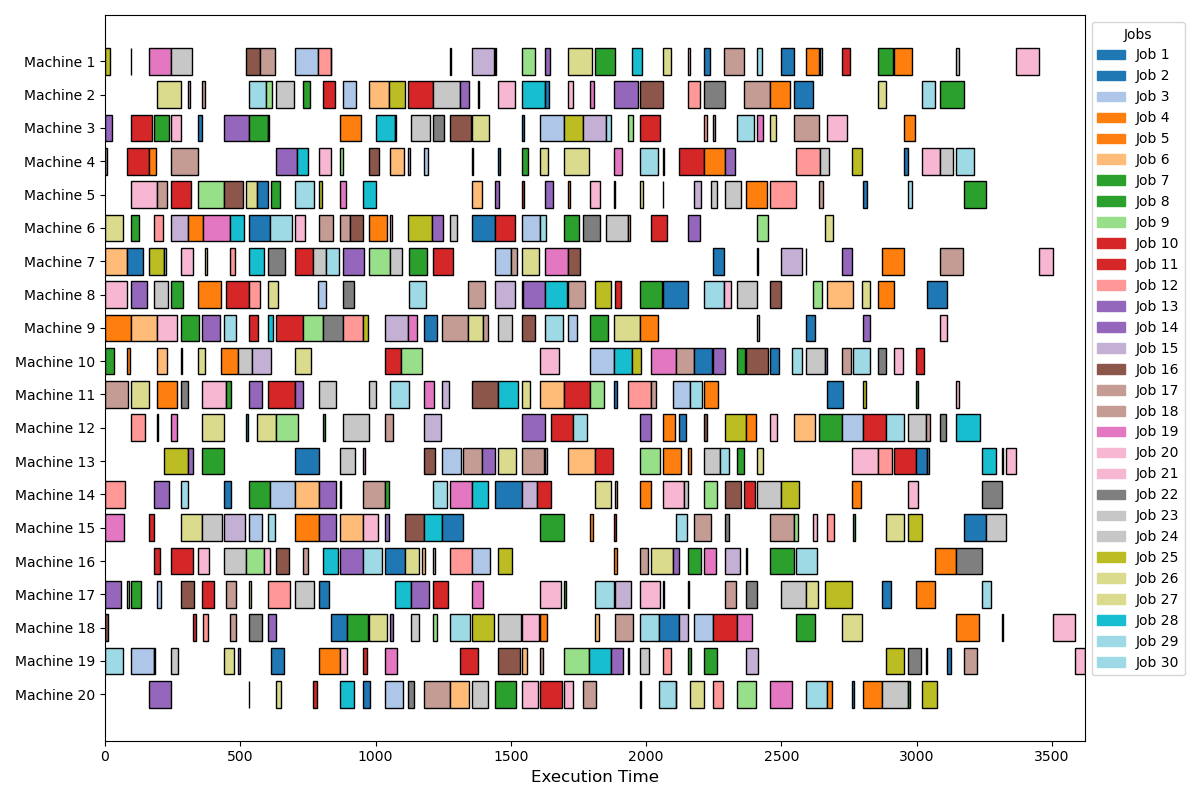 Machine 1
Machine 2
Machine 3
Machine 4
Machine 5
Machine 6
Machine 7
Machine 8
Machine 9
Machine 10
Machine 11
Machine 12
Machine 13
Machine 14
Machine 15
Machine 16
Machine 17
Machine 18
Machine 19
Machine 20
0 500 1000 1500 2000 2500 3000 3500
Execution Time
Jobs
Job 1
Job 2
Job 3
Job 4
Job 5
Job 6
Job 7
Job 8
Job 9
Job 10
Job 11
Job 12
Job 13
Job 14
Job 15
Job 16
Job 17
Job 18
Job 19
Job 20
Job 21
Job 22
Job 23
Job 24
Job 25
Job 26
Job 27
Job 28
Job 29
Job 30